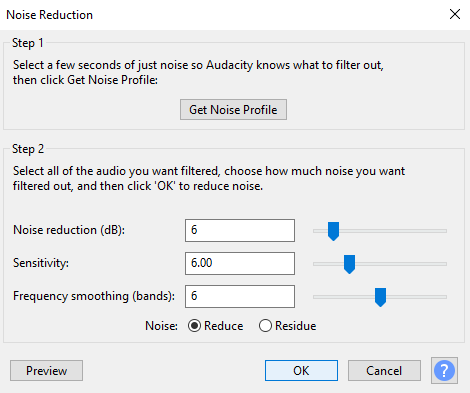 Noise Reduction
Step 1
Select a few seconds of just noise so Audacity knows what to filter out,
then click Get Noise Profile:
Get Noise Profile
Step 2
Select all of the audio you want filtered, choose how much noise you want
filtered out, and then click 'OK' to reduce noise.
Noise reduction (dB): 6
Sensitivity: 6.00
Frequency smoothing (bands): 6
Noise: Reduce Residue
Preview OK Cancel ?